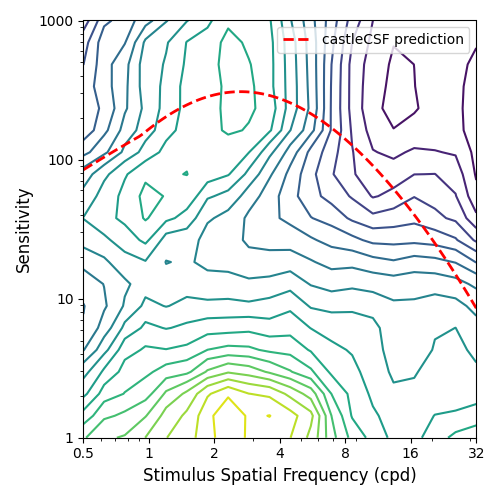 1000
castleCSF prediction
100
10
1
Sensitivity
0.5 1 2 4 8 16 32
Stimulus Spatial Frequency (cpd)